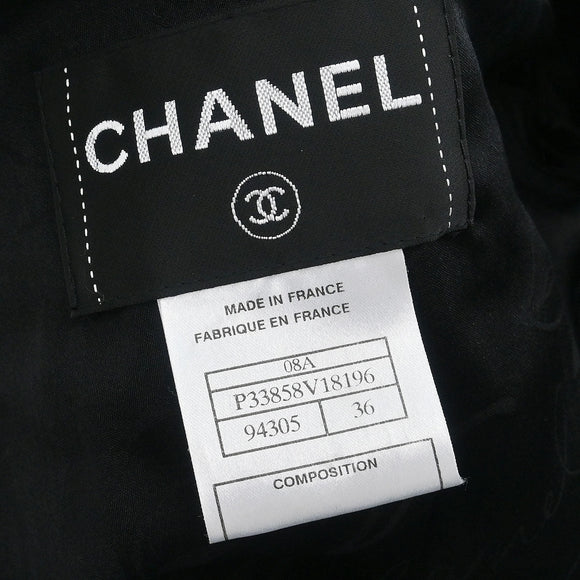 CHANEL
MADE IN FRANCE
FABRIQUE EN FRANCE
08A
P33858V18196
94305 36
COMPOSITION